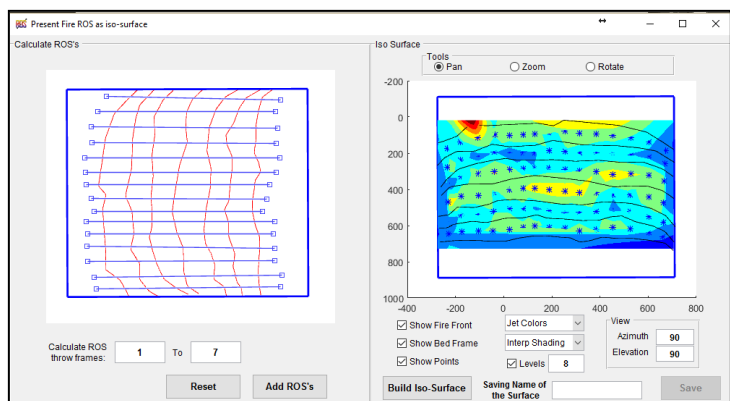 Present Fire ROS as iso-surface
Calculate ROS's
Calculate ROS
throw frames:
1
To
7
Reset
Add ROS's
Iso Surface
Tools
Pan
Zoom
Rotate
-200
0
200
400
600
800
1000
-400
-200
0
200
400
600
800
Show Fire Front
Jet Colors
Show Bed Frame
Interp Shading
Show Points
Levels
8
View
Azimuth
90
Elevation
90
Build Iso-Surface
Saving Name of
the Surface
Save